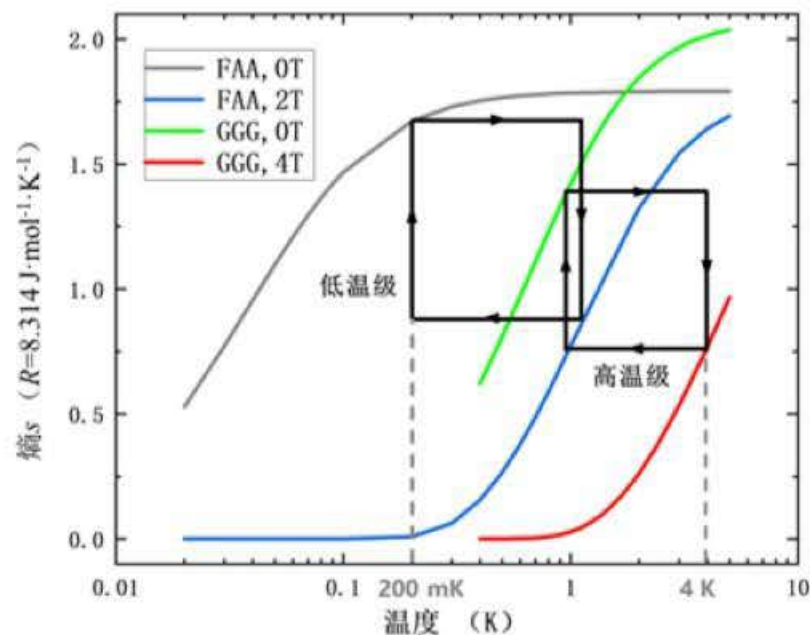 2.0
1.5
1.0
0.5
0.0
熵s （R=8.314 J·mol⁻¹·K⁻¹）
FAA, 0T
FAA, 2T
GGG, 0T
GGG, 4T
低温级
高温级
0.01
0.1
200 mK
1
4 K
10
温度 （K）